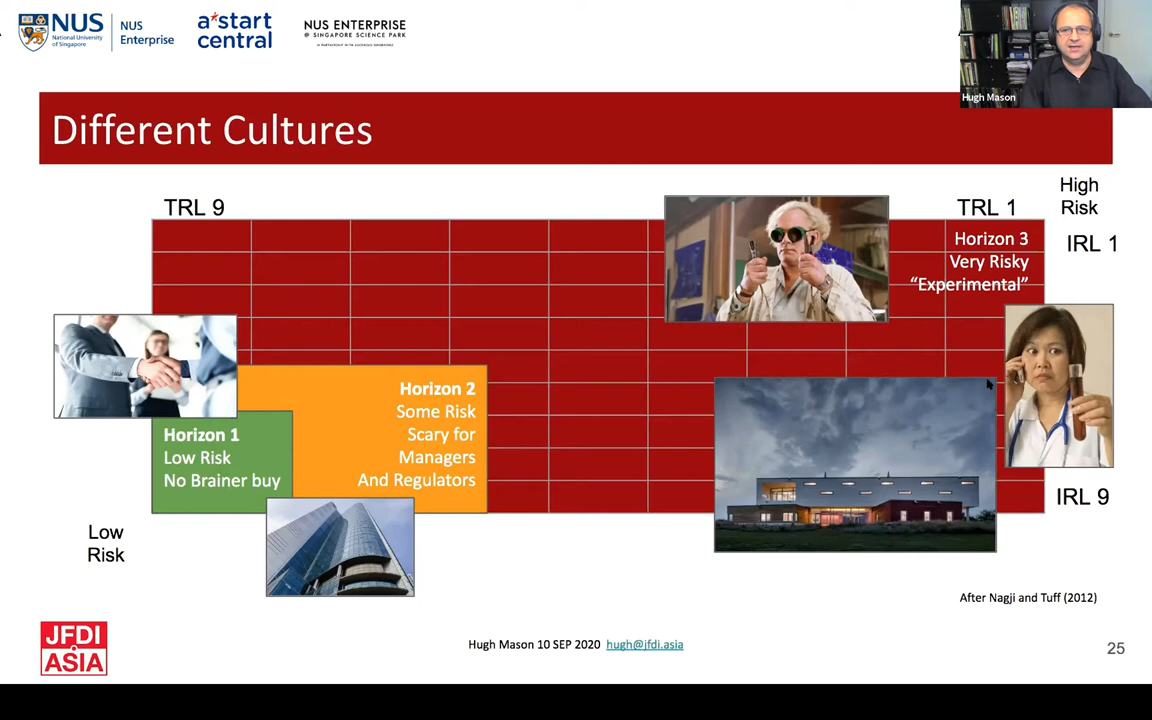 NUS
National University
of Singapore
NUS
Enterprise
a*start
central
NUS ENTERPRISE
@ SINGAPORE SCIENCE PARK
Hugh Mason
Different Cultures
TRL 9
TRL 1
High
Risk
IRL 1
Horizon 3
Very Risky
“Experimental”
Horizon 2
Some Risk
Scary for
Managers
And Regulators
Horizon 1
Low Risk
No Brainer buy
IRL 9
Low
Risk
After Nagji and Tuff (2012)
JFDI
ASIA
Hugh Mason 10 SEP 2020 hugh@jfdi.asia
25